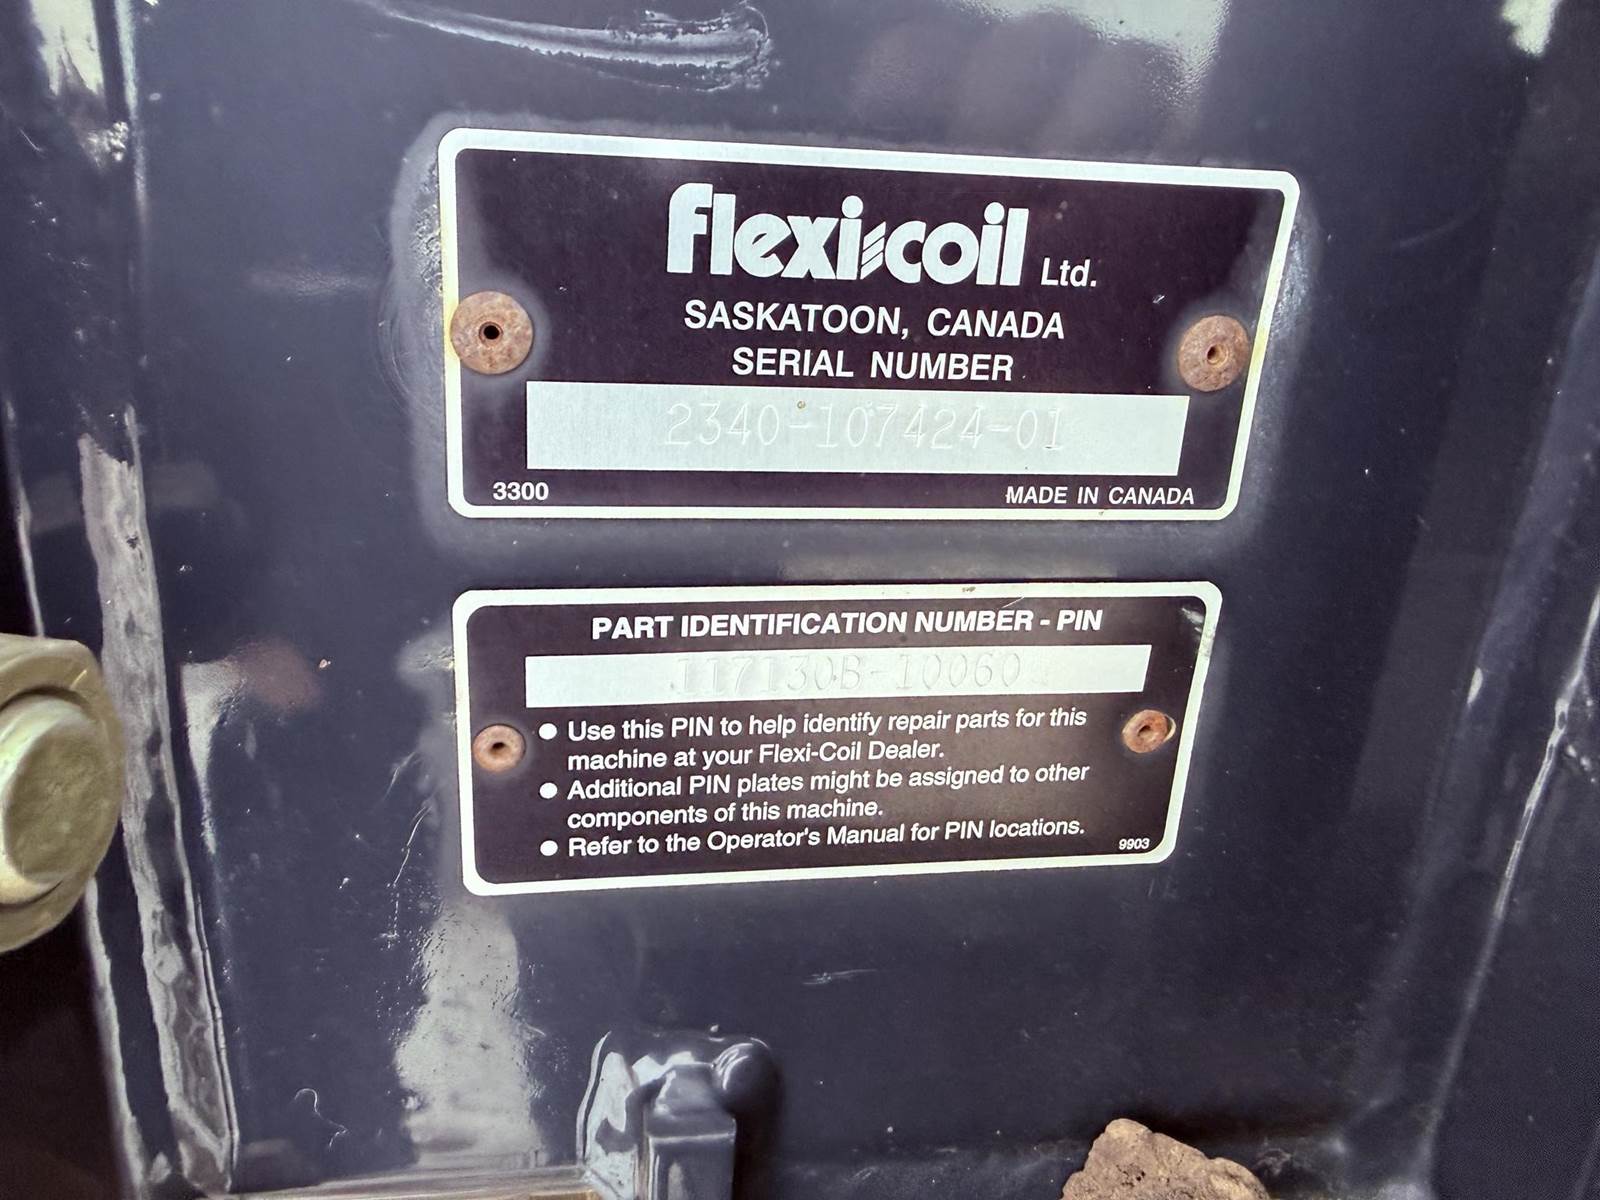 flexi-coil Ltd.
SASKATOON, CANADA
SERIAL NUMBER
2340-107424-01
3300 MADE IN CANADA
PART IDENTIFICATION NUMBER - PIN
117130B-10060
● Use this PIN to help identify repair parts for this
machine at your Flexi-Coil Dealer.
● Additional PIN plates might be assigned to other
components of this machine.
● Refer to the Operator's Manual for PIN locations.
9903